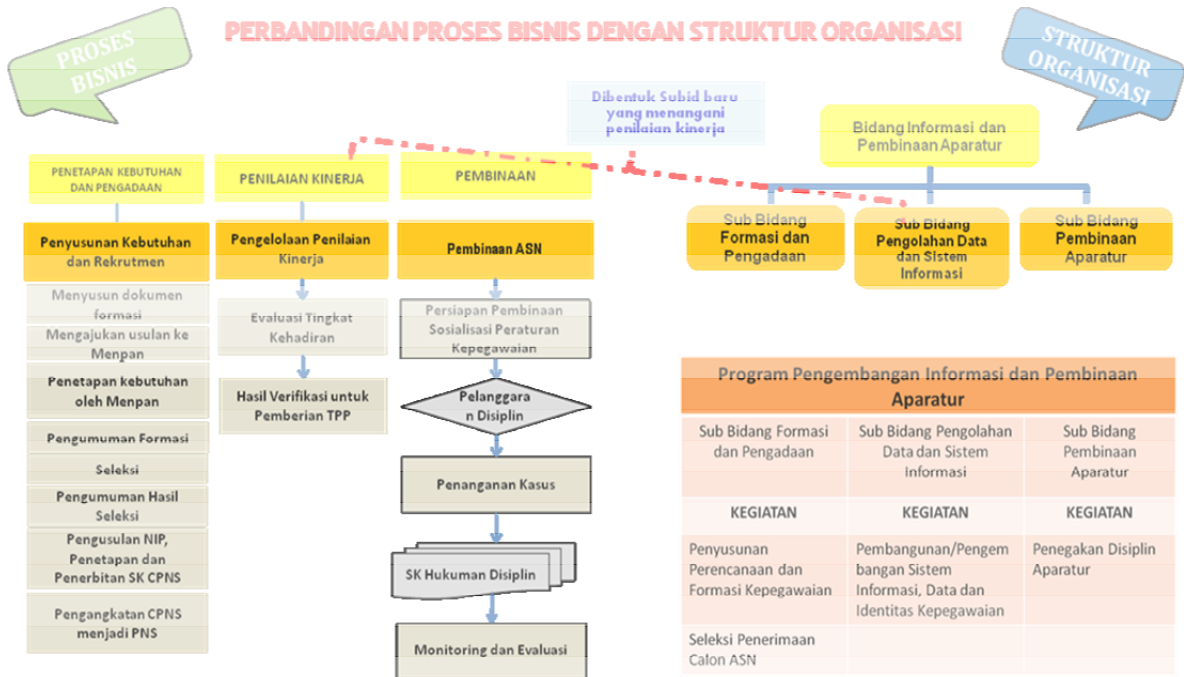 PERBANDINGAN PROSES BISNIS DENGAN STRUKTUR ORGANISASI
PROSES
BISNIS
STRUKTUR
ORGANISASI
Dibentuk Subid baru
yang menangani
penilaian kinerja
Bidang Informasi dan
Pembinaan Aparatur
PENETAPAN KEBUTUHAN
DAN PENGADAAN
PENILAIAN KINERJA
PEMBINAAN
Penyusunan Kebutuhan
dan Rekrutmen
Menyusun dokumen
formasi
Mengajukan usulan ke
Menpan
Penetapan kebutuhan
oleh Menpan
Pengumuman Formasi
Seleksi
Pengumuman Hasil
Seleksi
Pengusulan NIP,
Penetapan dan
Penerbitan SK CPNS
Pengangkatan CPNS
menjadi PNS
Pengelolaan Penilaian
Kinerja
Evaluasi Tingkat
Kehadiran
Hasil Verifikasi untuk
Pemberian TPP
Pembinaan ASN
Persiapan Pembinaan
Sosialisasi Peraturan
Kepegawaian
Pelanggara
n Disiplin
Penanganan Kasus
SK Hukuman Disiplin
Monitoring dan Evaluasi
Sub Bidang
Formasi dan
Pengadaan
Sub Bidang
Pengolahan Data
dan Sistem
Informasi
Sub Bidang
Pembinaan
Aparatur
Program Pengembangan Informasi dan Pembinaan
Aparatur
Sub Bidang Formasi
dan Pengadaan
Sub Bidang Pengolahan
Data dan Sistem
Informasi
Sub Bidang
Pembinaan
Aparatur
KEGIATAN
KEGIATAN
KEGIATAN
Penyusunan
Perencanaan dan
Formasi Kepegawaian
Pembangunan/Pengem
bangan Sistem
Informasi, Data dan
Identitas Kepegawaian
Penegakan Disiplin
Aparatur
Seleksi Penerimaan
Calon ASN